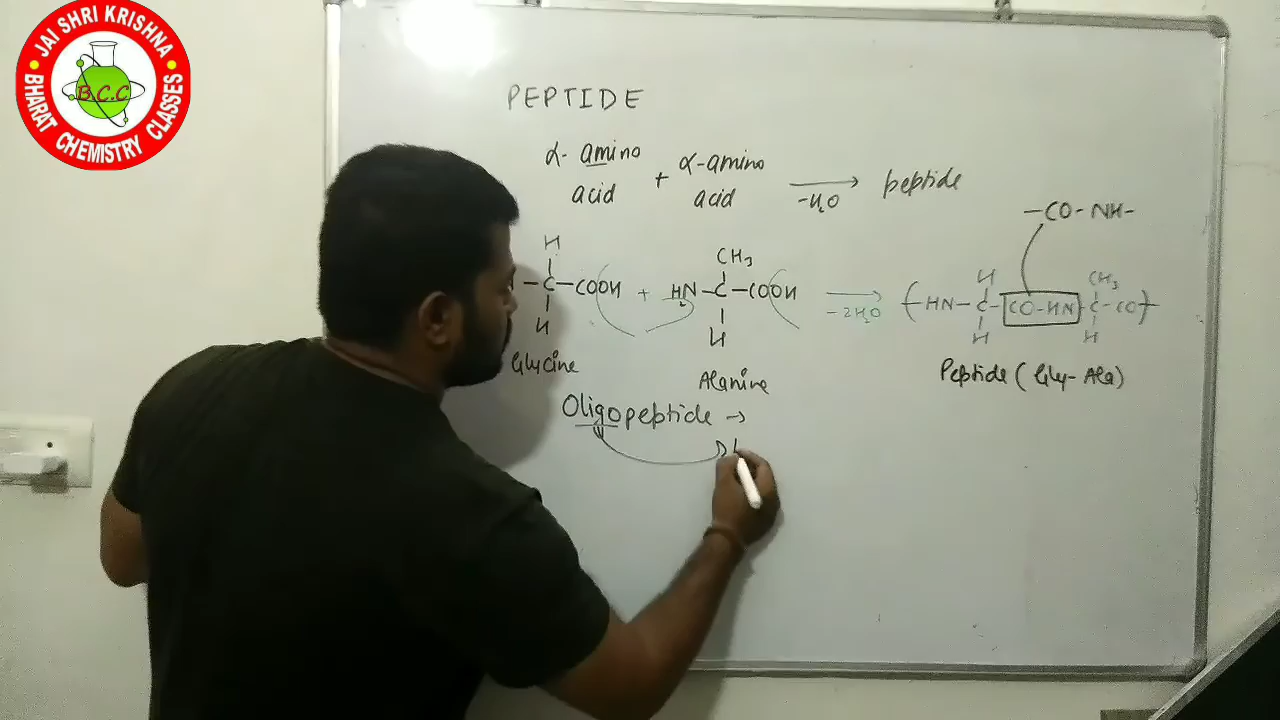 JAI SHRI KRISHNA
B.C.C
BHARAT CHEMISTRY CLASSES
PEPTIDE
α- amino acid + α-amino acid —-H₂O→ peptide
-CO-NH-
H CH₃ H CH₃
-C-COOH + H₂N-C-COOH —-2H₂O→ (-HN-C-CO-HN-C-CO)-
H H H H
Glycine Alanine Peptide (Gly-Ala)
Oligopeptide →